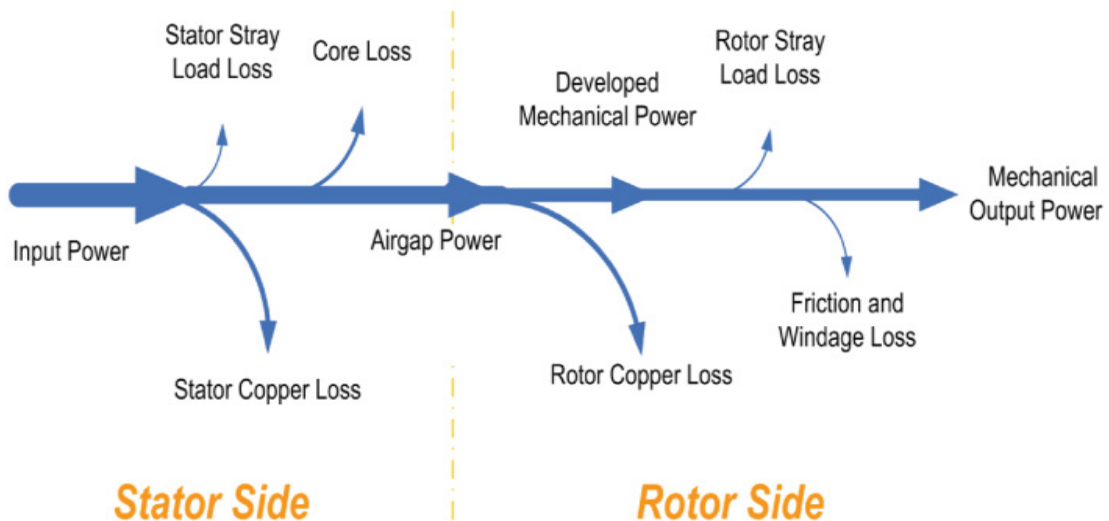 Stator Stray
Load Loss
Core Loss
Rotor Stray
Load Loss
Developed
Mechanical Power
Mechanical
Output Power
Input Power
Airgap Power
Friction and
Windage Loss
Stator Copper Loss
Rotor Copper Loss
Stator Side
Rotor Side